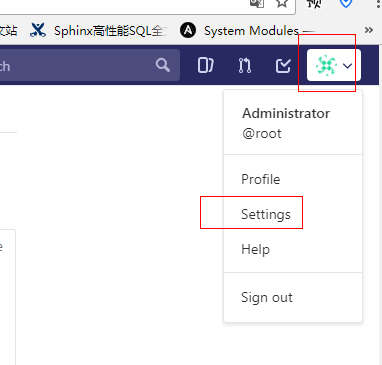 文站 Sphinx高性能SQL全文 System Modules — »
ch
Administrator
@root
Profile
Settings
Help
Sign out
e